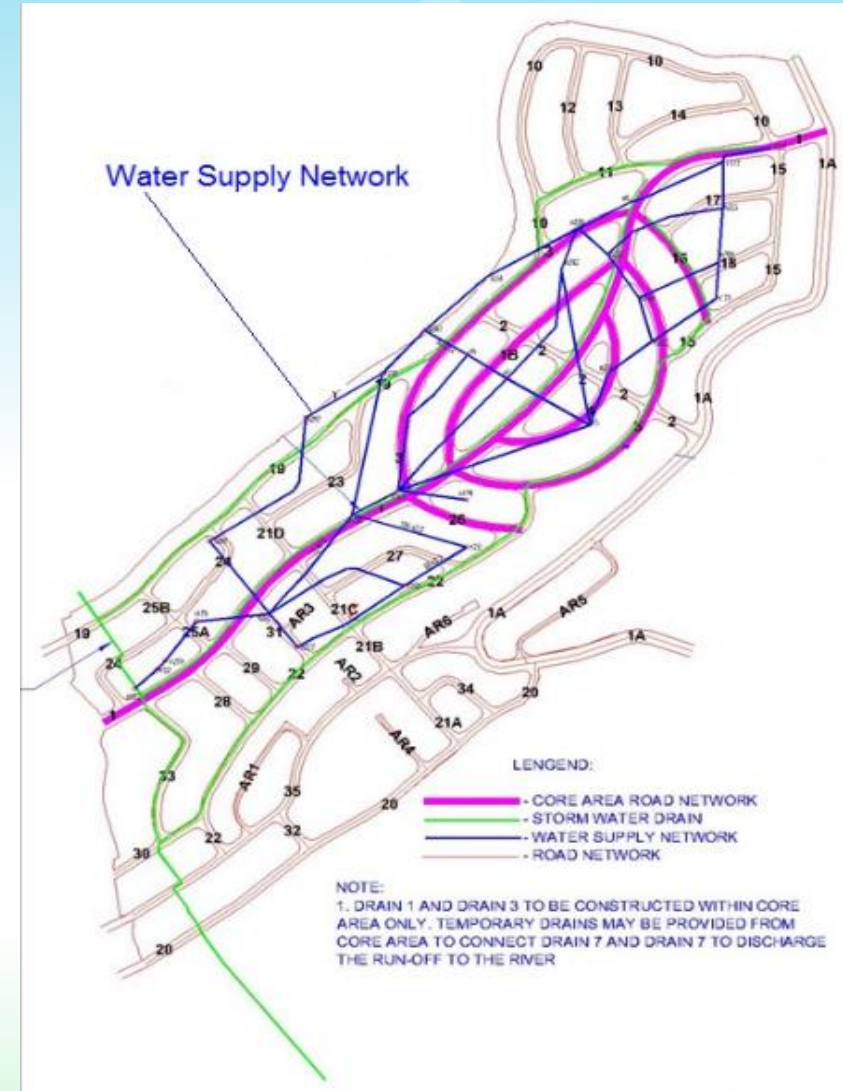 10
10
12
13
14
10
1
1A
11
15
17
10
3
16
18
15
Water Supply Network
2
1B
2
15
19
2
2
1A
2
3
19
23
26
21D
27
24
22
AR3
21C
1A
AR5
25B
AR6
31
25A
1A
19
21B
29
22
24
AR2
34
20
28
21A
1
AR4
33
AR1
35
20
32
22
30
20
LENGEND:
- CORE AREA ROAD NETWORK
- STORM WATER DRAIN
- WATER SUPPLY NETWORK
- ROAD NETWORK
NOTE:
1. DRAIN 1 AND DRAIN 3 TO BE CONSTRUCTED WITHIN CORE
AREA ONLY. TEMPORARY DRAINS MAY BE PROVIDED FROM
CORE AREA TO CONNECT DRAIN 7 AND DRAIN 7 TO DISCHARGE
THE RUN-OFF TO THE RIVER